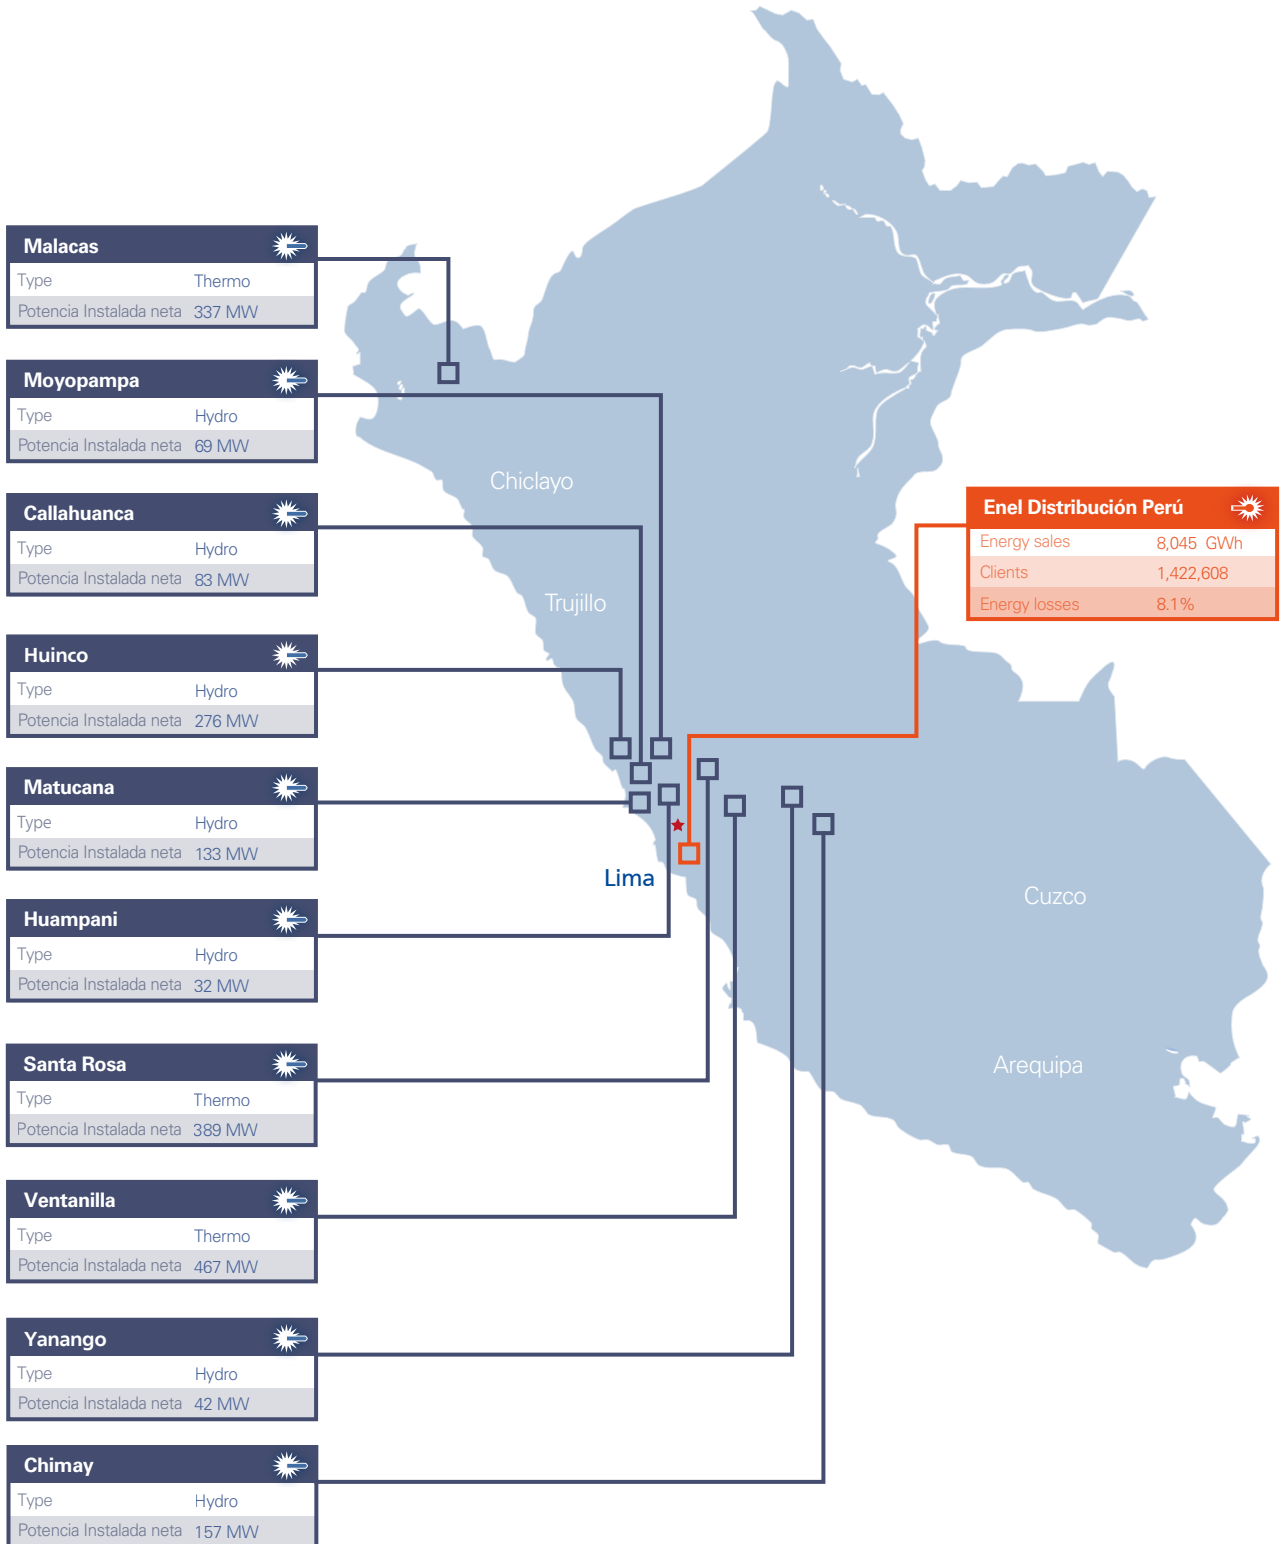 Malacas
Type Thermo
Potencia Instalada neta 337 MW
Moyopampa
Type Hydro
Potencia Instalada neta 69 MW
Chiclayo
Callahuanca
Type Hydro
Potencia Instalada neta 83 MW
Enel Distribución Perú
Energy sales 8,045 GWh
Clients 1,422,608
Energy losses 8.1%
Trujillo
Huinco
Type Hydro
Potencia Instalada neta 276 MW
Matucana
Type Hydro
Potencia Instalada neta 133 MW
Lima
Cuzco
Huampani
Type Hydro
Potencia Instalada neta 32 MW
Santa Rosa
Type Thermo
Potencia Instalada neta 389 MW
Arequipa
Ventanilla
Type Thermo
Potencia Instalada neta 467 MW
Yanango
Type Hydro
Potencia Instalada neta 42 MW
Chimay
Type Hydro
Potencia Instalada neta 157 MW